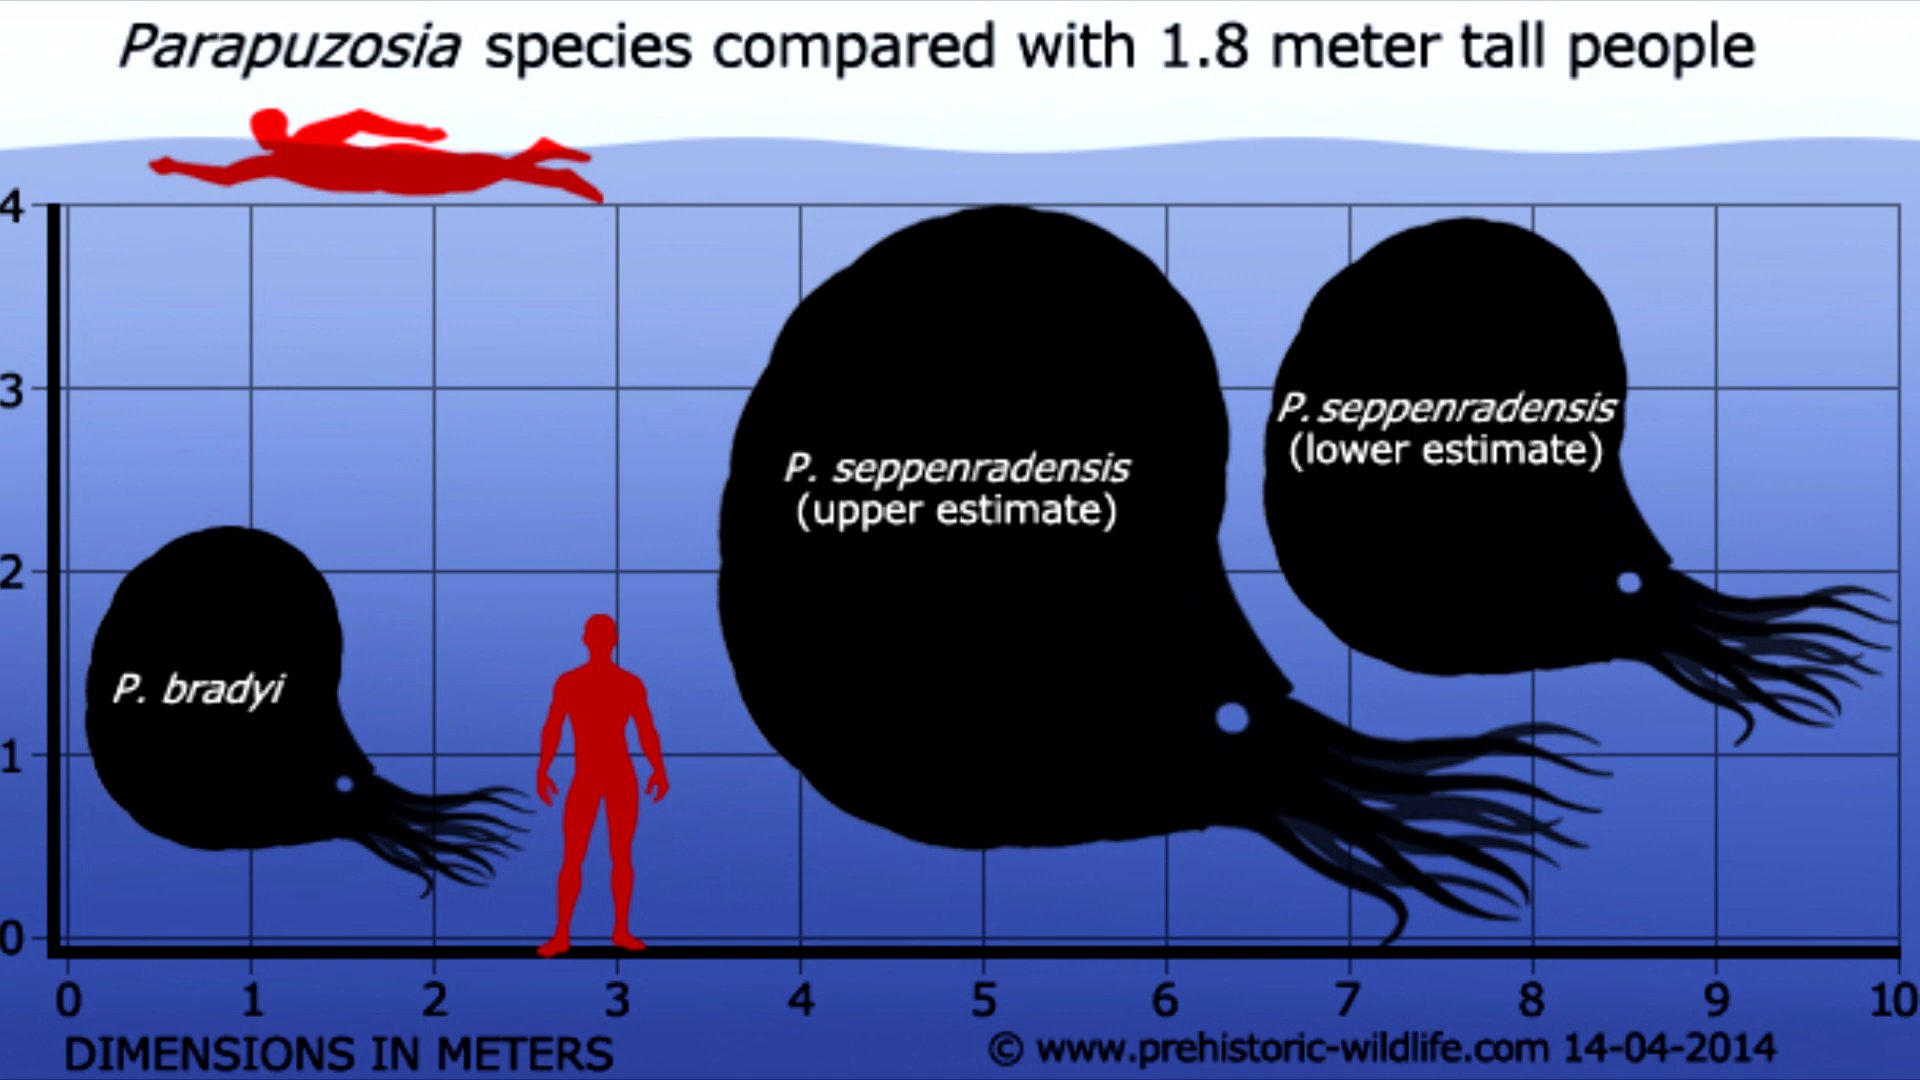 Parapuzosia species compared with 1.8 meter tall people
4
3
2
1
0
P. bradyi
P. seppenradensis
(upper estimate)
P. seppenradensis
(lower estimate)
0 1 2 3 4 5 6 7 8 9 10
DIMENSIONS IN METERS
© www.prehistoric-wildlife.com 14-04-2014